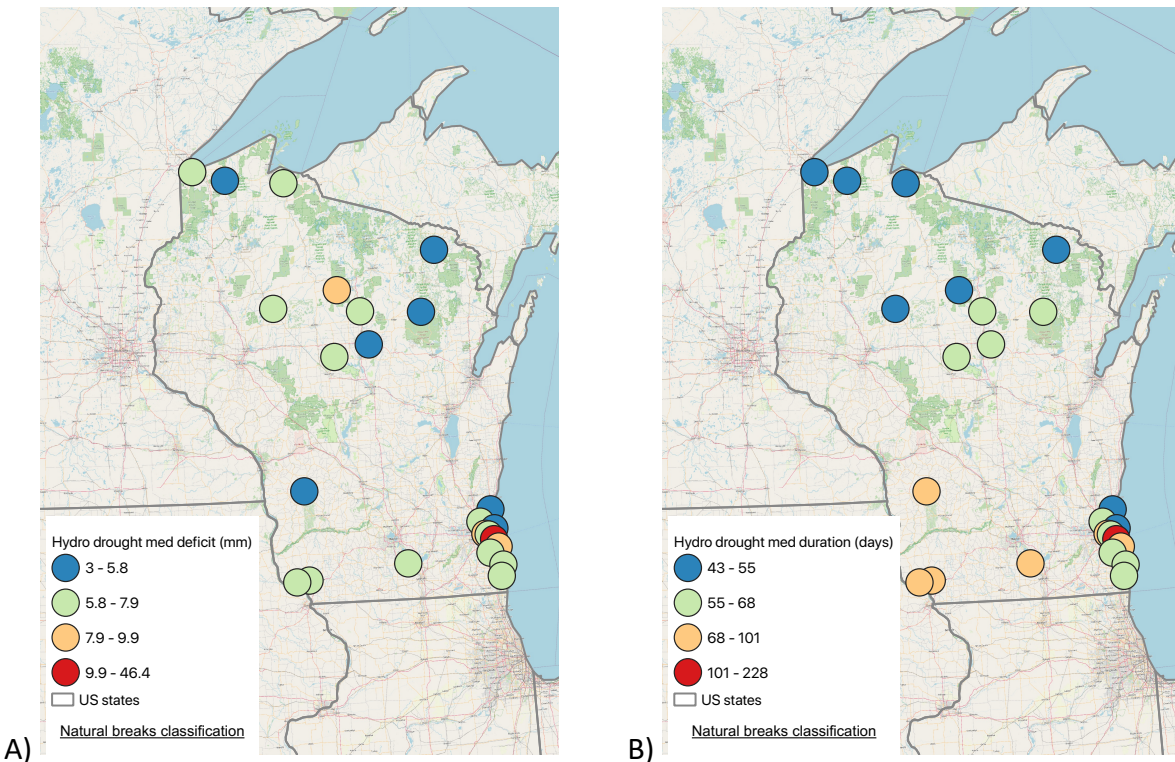 Hydro drought med deficit (mm)
3 - 5.8
5.8 - 7.9
7.9 - 9.9
9.9 - 46.4
US states
Natural breaks classification
A)
Hydro drought med duration (days)
43 - 55
55 - 68
68 - 101
101 - 228
US states
Natural breaks classification
B)